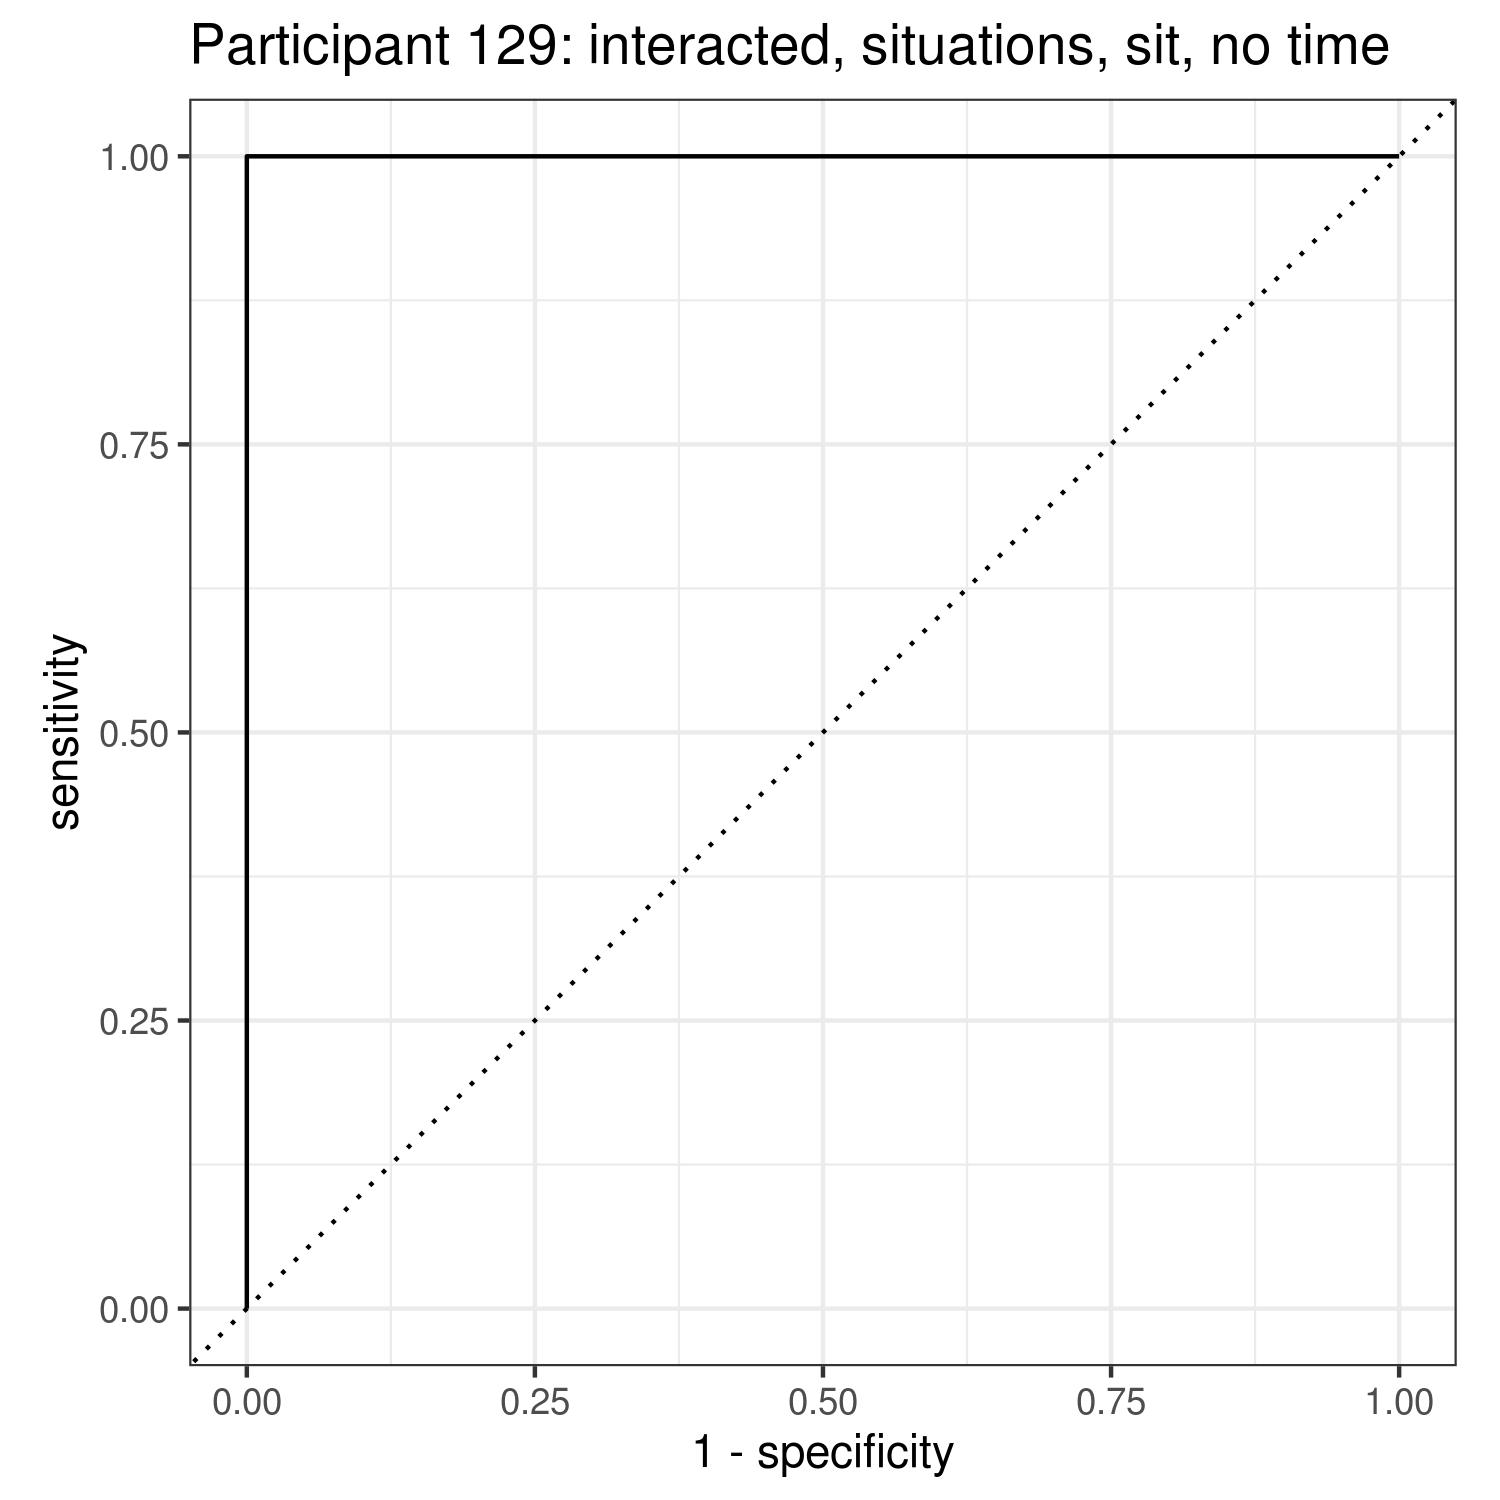 Participant 129: interacted, situations, sit, no time
1.00
0.75
0.50
0.25
0.00
sensitivity
0.00 0.25 0.50 0.75 1.00
1 - specificity